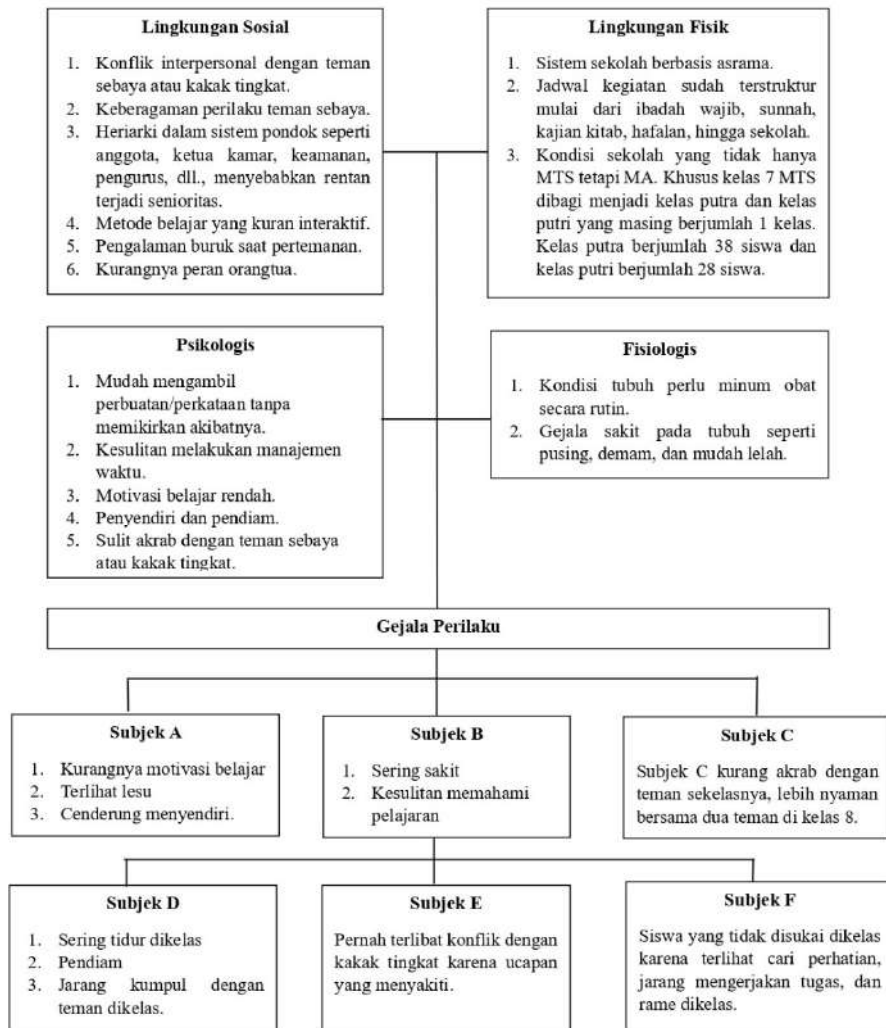 Lingkungan Sosial
1. Konflik interpersonal dengan teman
sebaya atau kakak tingkat.
2. Keberagaman perilaku teman sebaya.
3. Heriarki dalam sistem pondok seperti
anggota, ketua kamar, keamanan,
pengurus, dll., menyebabkan rentan
terjadi senioritas.
4. Metode belajar yang kuran interaktif.
5. Pengalaman buruk saat pertemanan.
6. Kurangnya peran orangtua.
Lingkungan Fisik
1. Sistem sekolah berbasis asrama.
2. Jadwal kegiatan sudah terstruktur
mulai dari ibadah wajib, sunnah,
kajian kitab, hafalan, hingga sekolah.
3. Kondisi sekolah yang tidak hanya
MTS tetapi MA. Khusus kelas 7 MTS
dibagi menjadi kelas putra dan kelas
putri yang masing berjumlah 1 kelas.
Kelas putra berjumlah 38 siswa dan
kelas putri berjumlah 28 siswa.
Psikologis
1. Mudah mengambil
perbuatan/perkataan tanpa
memikirkan akibatnya.
2. Kesulitan melakukan manajemen
waktu.
3. Motivasi belajar rendah.
4. Penyendiri dan pendiam.
5. Sulit akrab dengan teman sebaya
atau kakak tingkat.
Fisiologis
1. Kondisi tubuh perlu minum obat
secara rutin.
2. Gejala sakit pada tubuh seperti
pusing, demam, dan mudah lelah.
Gejala Perilaku
Subjek A
1. Kurangnya motivasi belajar
2. Terlihat lesu
3. Cenderung menyendiri.
Subjek B
1. Sering sakit
2. Kesulitan memahami
pelajaran
Subjek C
Subjek C kurang akrab dengan
teman sekelasnya, lebih nyaman
bersama dua teman di kelas 8.
Subjek D
1. Sering tidur dikelas
2. Pendiam
3. Jarang kumpul dengan
teman dikelas.
Subjek E
Pernah terlibat konflik dengan
kakak tingkat karena ucapan
yang menyakiti.
Subjek F
Siswa yang tidak disukai dikelas
karena terlihat cari perhatian,
jarang mengerjakan tugas, dan
rame dikelas.